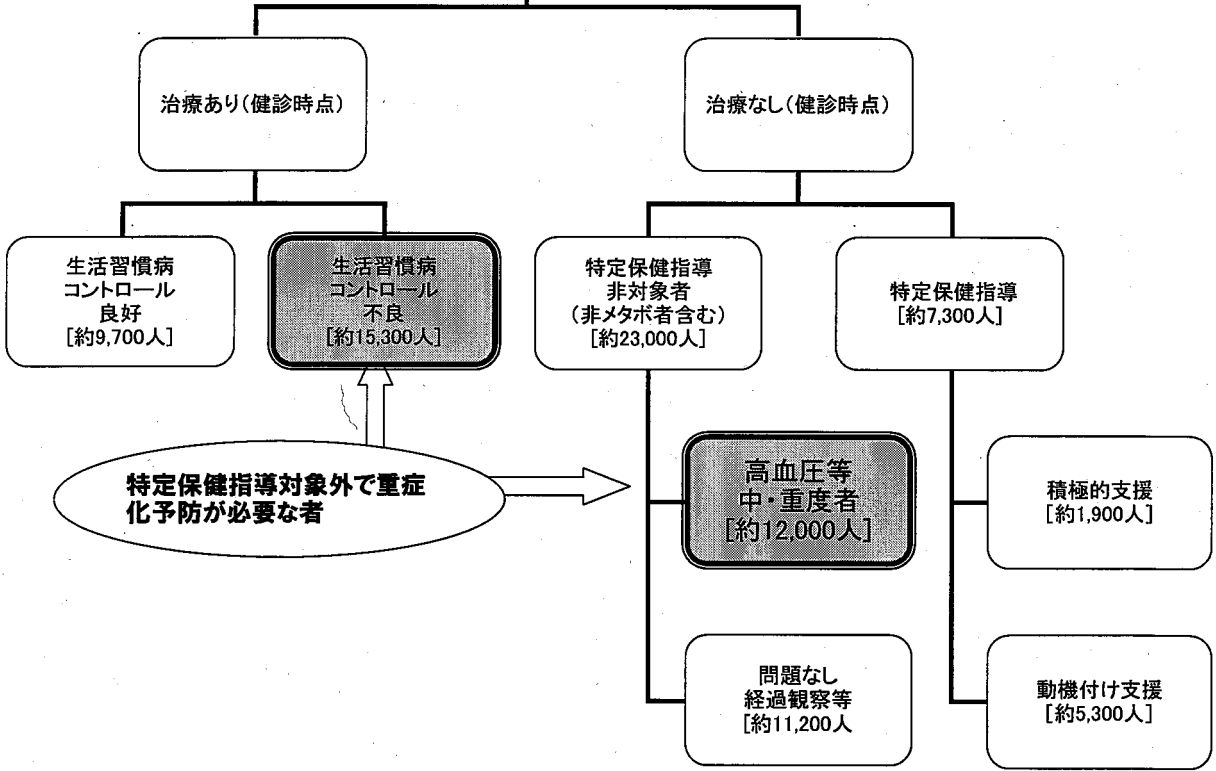 治療あり(健診時点)
治療なし(健診時点)
生活習慣病
コントロール
良好
[約9,700人]
生活習慣病
コントロール
不良
[約15,300人]
特定保健指導
非対象者
(非メタボ者含む)
[約23,000人]
特定保健指導
[約7,300人]
特定保健指導対象外で重症
化予防が必要な者
高血圧等
中・重度者
[約12,000人]
積極的支援
[約1,900人]
問題なし
経過観察等
[約11,200人
動機付け支援
[約5,300人]